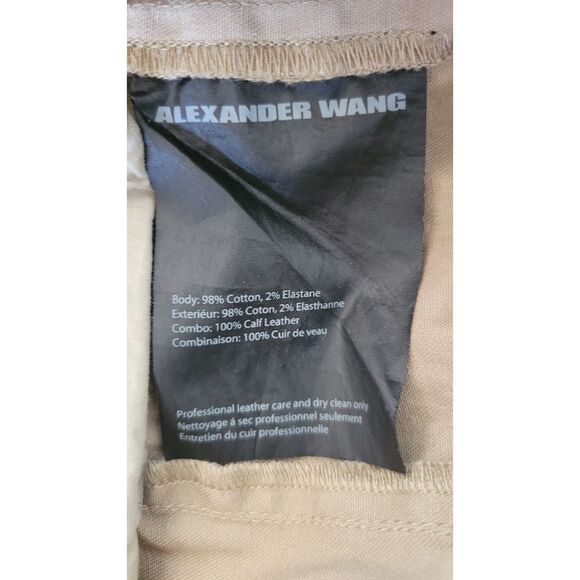 ALEXANDER WANG
Body: 98% Cotton, 2% Elastane
Exteriéur: 98% Coton, 2% Elasthanne
Combo: 100% Calf Leather
Combinaison: 100% Cuir de veau
Professional leather care and dry clean only
Nettoyage à sec professionnel seulement
Entretien du cuir professionnelle